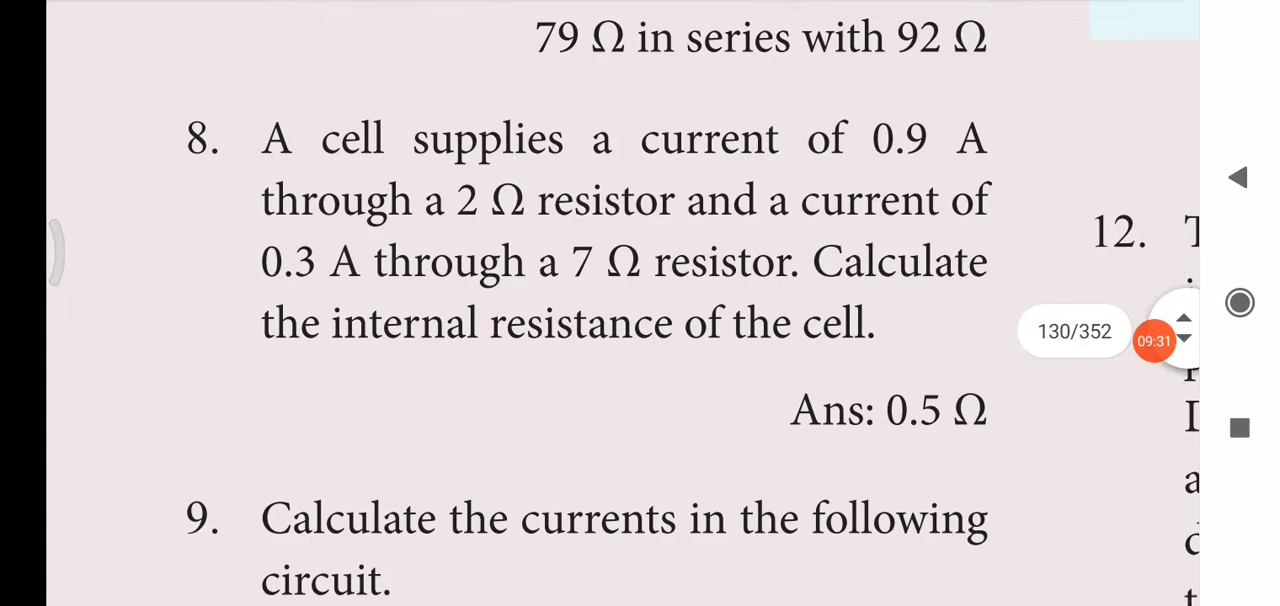 79 Ω in series with 92 Ω
8. A cell supplies a current of 0.9 A
through a 2 Ω resistor and a current of
0.3 A through a 7 Ω resistor. Calculate
the internal resistance of the cell.
Ans: 0.5 Ω
9. Calculate the currents in the following
circuit.
12.
130/352
09:31